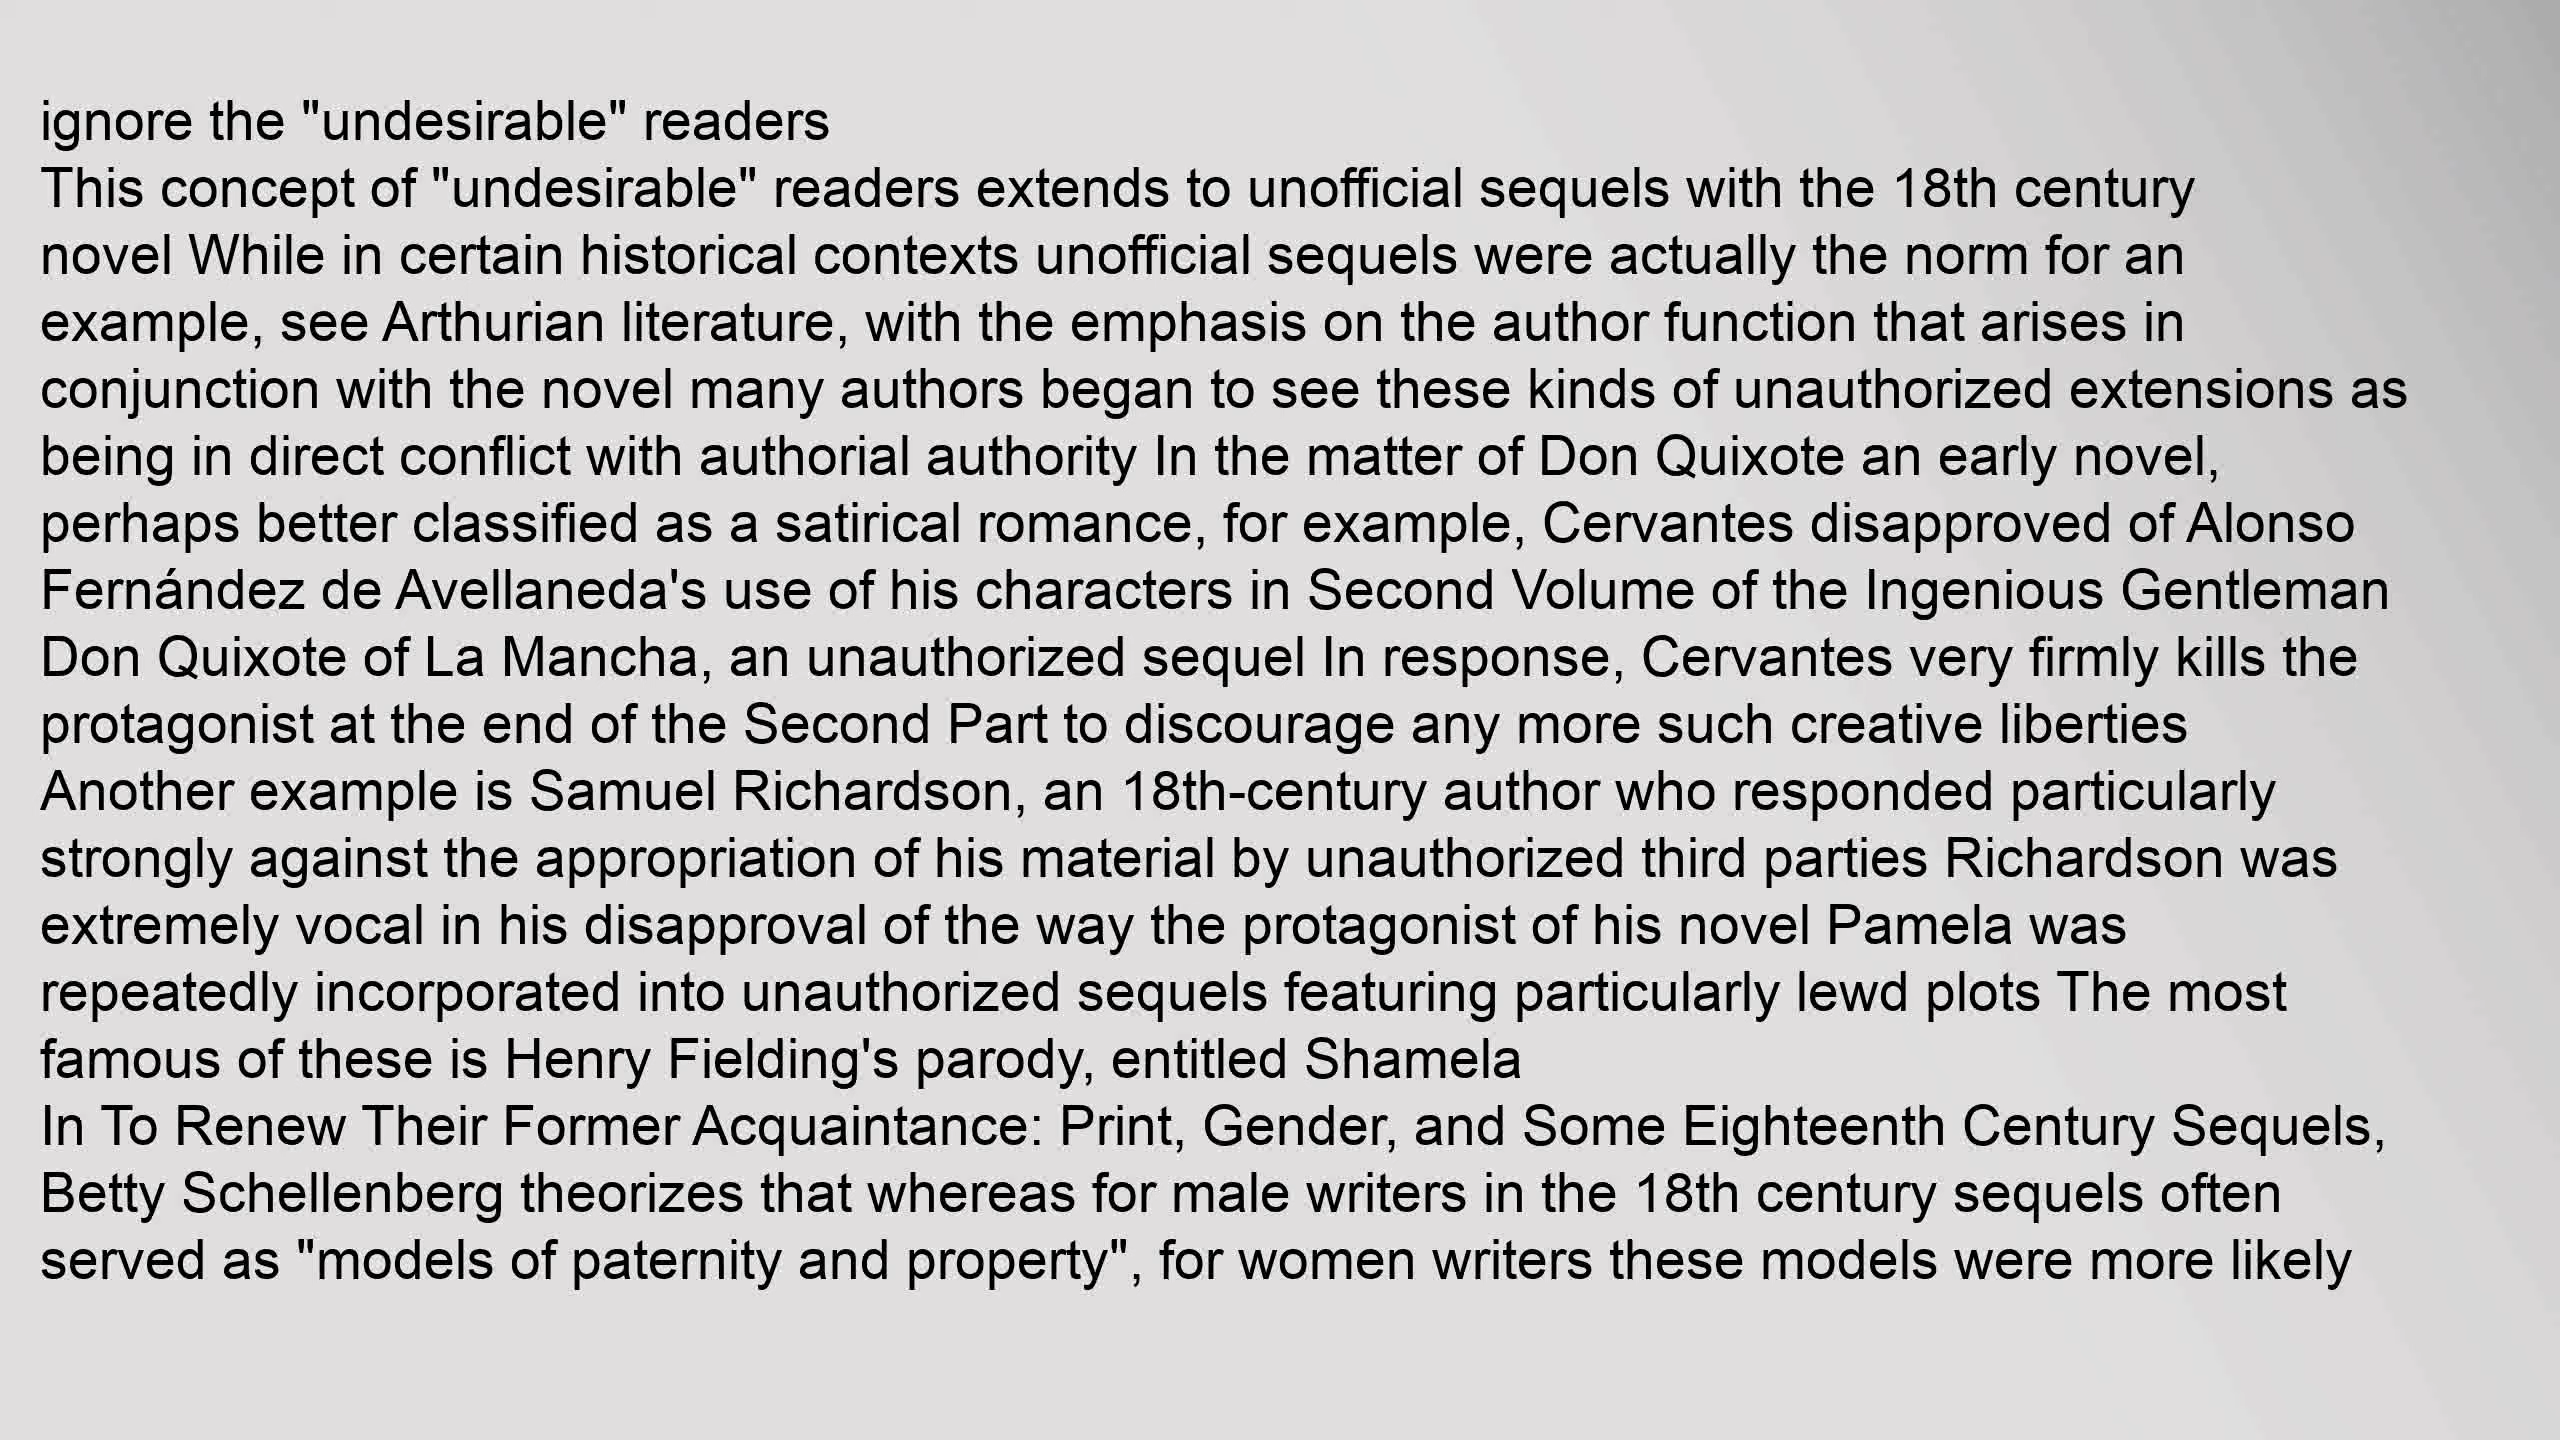 ignore the "undesirable" readers
This concept of "undesirable" readers extends to unofficial sequels with the 18th century
novel While in certain historical contexts unofficial sequels were actually the norm for an
example, see Arthurian literature, with the emphasis on the author function that arises in
conjunction with the novel many authors began to see these kinds of unauthorized extensions as
being in direct conflict with authorial authority In the matter of Don Quixote an early novel,
perhaps better classified as a satirical romance, for example, Cervantes disapproved of Alonso
Fernández de Avellaneda's use of his characters in Second Volume of the Ingenious Gentleman
Don Quixote of La Mancha, an unauthorized sequel In response, Cervantes very firmly kills the
protagonist at the end of the Second Part to discourage any more such creative liberties
Another example is Samuel Richardson, an 18th-century author who responded particularly
strongly against the appropriation of his material by unauthorized third parties Richardson was
extremely vocal in his disapproval of the way the protagonist of his novel Pamela was
repeatedly incorporated into unauthorized sequels featuring particularly lewd plots The most
famous of these is Henry Fielding's parody, entitled Shamela
In To Renew Their Former Acquaintance: Print, Gender, and Some Eighteenth Century Sequels,
Betty Schellenberg theorizes that whereas for male writers in the 18th century sequels often
served as "models of paternity and property", for women writers these models were more likely